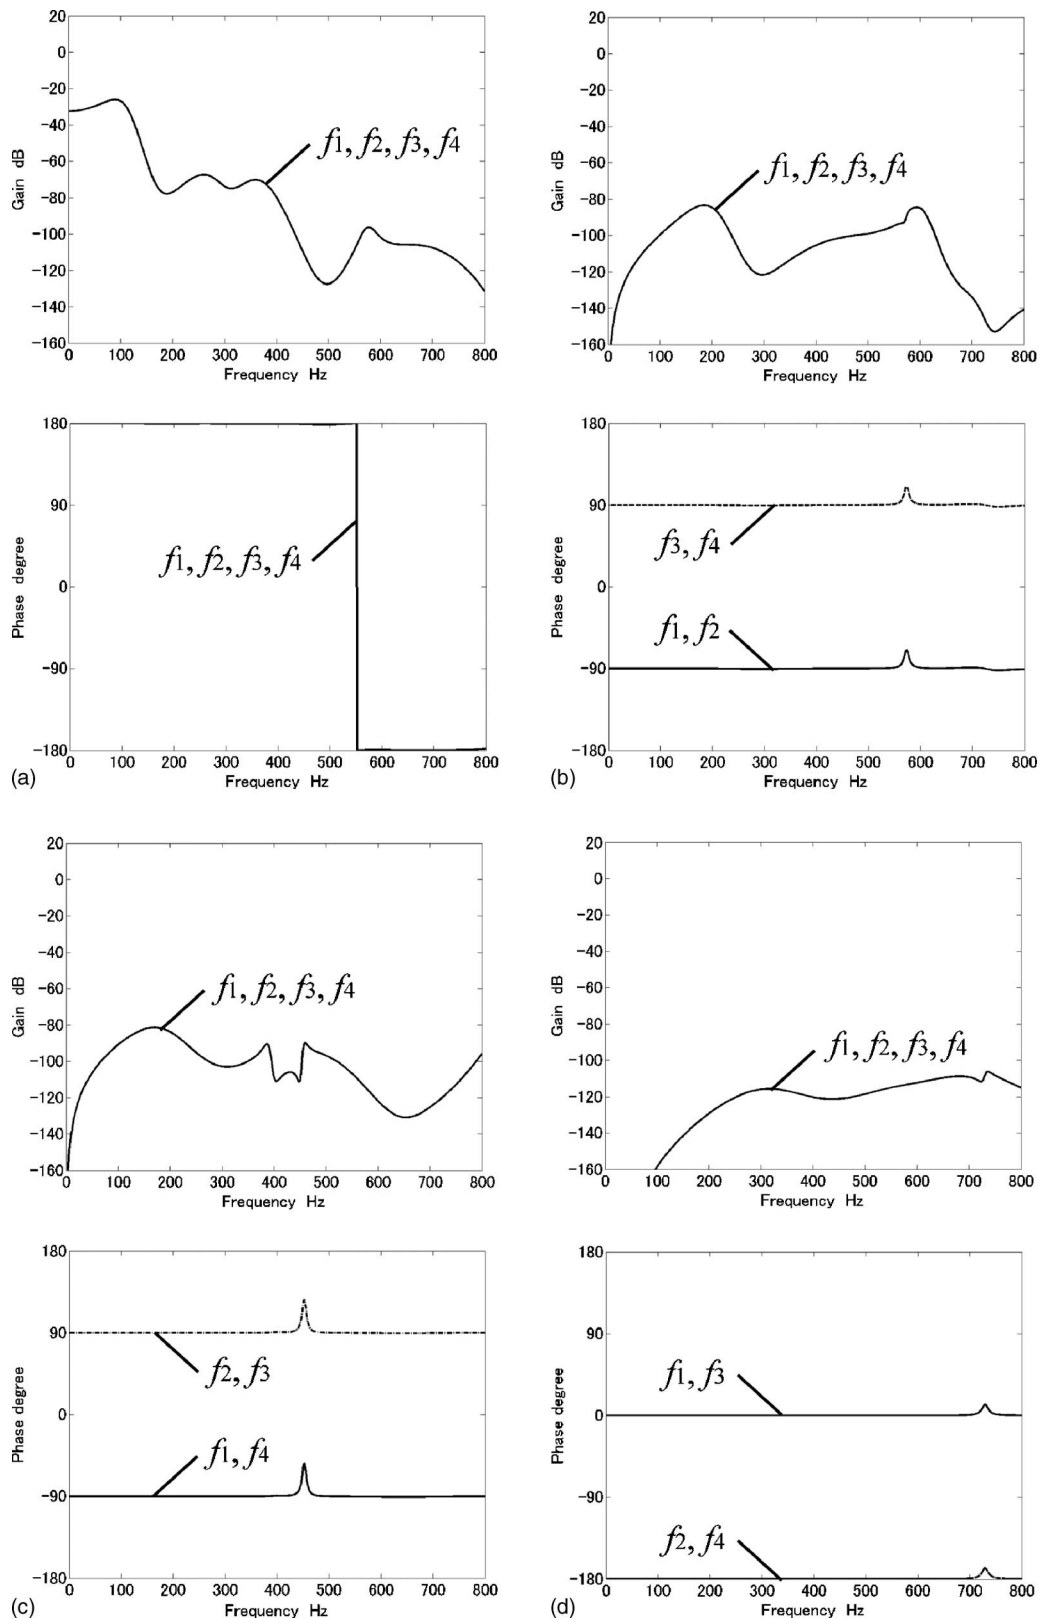 20
0
-20
-40
-60
-80
-100
-120
-140
-160
Gain dB
f1, f2, f3, f4
0 100 200 300 400 500 600 700 800
Frequency Hz
20
0
-20
-40
-60
-80
-100
-120
-140
-160
Gain dB
f1, f2, f3, f4
0 100 200 300 400 500 600 700 800
Frequency Hz
180
90
0
-90
-180
Phase degree
f1, f2, f3, f4
0 100 200 300 400 500 600 700 800
Frequency Hz
(a)
180
90
0
-90
-180
Phase degree
f3, f4
f1, f2
0 100 200 300 400 500 600 700 800
Frequency Hz
(b)
20
0
-20
-40
-60
-80
-100
-120
-140
-160
Gain dB
f1, f2, f3, f4
0 100 200 300 400 500 600 700 800
Frequency Hz
20
0
-20
-40
-60
-80
-100
-120
-140
-160
Gain dB
f1, f2, f3, f4
0 100 200 300 400 500 600 700 800
Frequency Hz
180
90
0
-90
-180
Phase degree
f2, f3
f1, f4
0 100 200 300 400 500 600 700 800
Frequency Hz
(c)
180
90
0
-90
-180
Phase degree
f1, f3
f2, f4
0 100 200 300 400 500 600 700 800
Frequency Hz
(d)